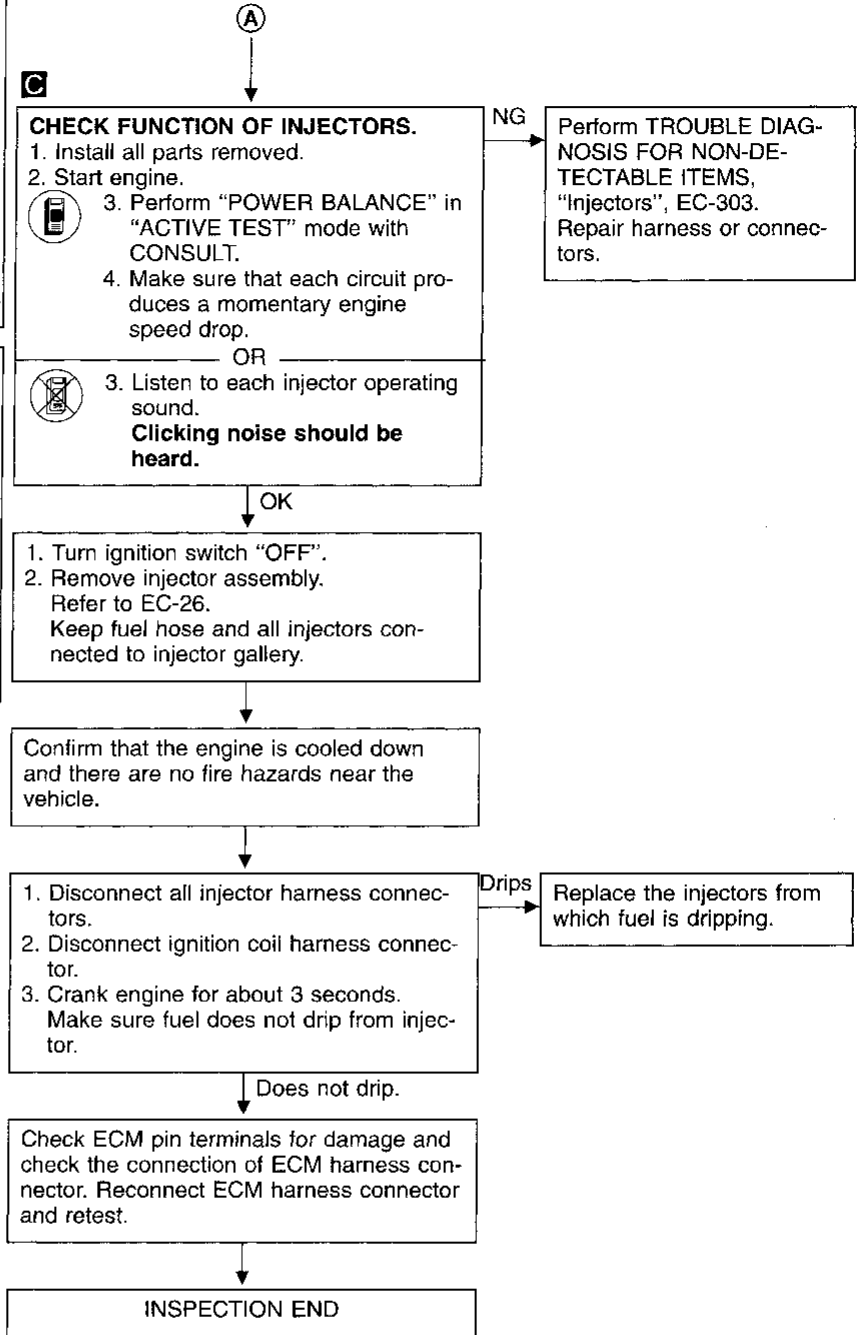 A
C
CHECK FUNCTION OF INJECTORS.
1. Install all parts removed.
2. Start engine.
3. Perform “POWER BALANCE” in
“ACTIVE TEST” mode with
CONSULT.
4. Make sure that each circuit pro-
duces a momentary engine
speed drop.
OR
3. Listen to each injector operating
sound.
Clicking noise should be
heard.
NG
Perform TROUBLE DIAG-
NOSIS FOR NON-DE-
TECTABLE ITEMS,
“Injectors”, EC-303.
Repair harness or connec-
tors.
OK
1. Turn ignition switch “OFF”.
2. Remove injector assembly.
Refer to EC-26.
Keep fuel hose and all injectors con-
nected to injector gallery.
Confirm that the engine is cooled down
and there are no fire hazards near the
vehicle.
1. Disconnect all injector harness connec-
tors.
2. Disconnect ignition coil harness connec-
tor.
3. Crank engine for about 3 seconds.
Make sure fuel does not drip from injec-
tor.
Drips
Replace the injectors from
which fuel is dripping.
Does not drip.
Check ECM pin terminals for damage and
check the connection of ECM harness con-
nector. Reconnect ECM harness connector
and retest.
INSPECTION END